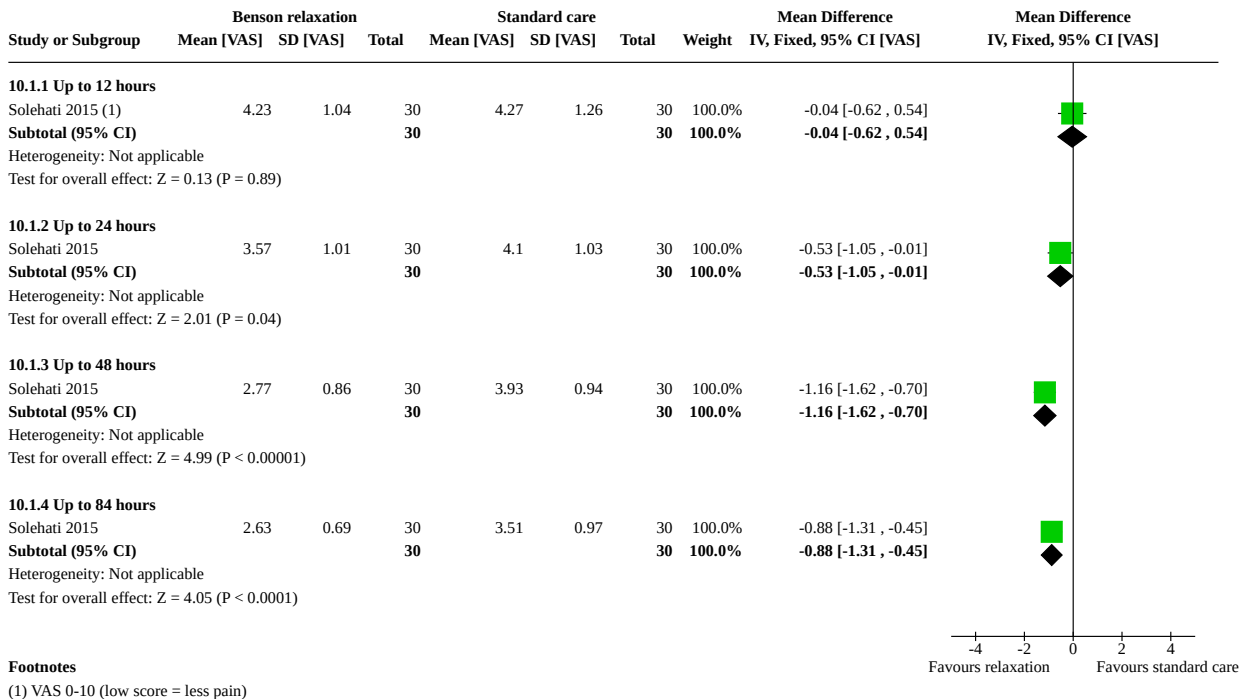 Benson relaxation Standard care Mean Difference Mean Difference
Study or Subgroup Mean [VAS] SD [VAS] Total Mean [VAS] SD [VAS] Total Weight IV, Fixed, 95% CI [VAS] IV, Fixed, 95% CI [VAS]
10.1.1 Up to 12 hours
Solehati 2015 (1) 4.23 1.04 30 4.27 1.26 30 100.0% -0.04 [-0.62 , 0.54]
Subtotal (95% CI) 30 30 100.0% -0.04 [-0.62 , 0.54]
Heterogeneity: Not applicable
Test for overall effect: Z = 0.13 (P = 0.89)
10.1.2 Up to 24 hours
Solehati 2015 3.57 1.01 30 4.1 1.03 30 100.0% -0.53 [-1.05 , -0.01]
Subtotal (95% CI) 30 30 100.0% -0.53 [-1.05 , -0.01]
Heterogeneity: Not applicable
Test for overall effect: Z = 2.01 (P = 0.04)
10.1.3 Up to 48 hours
Solehati 2015 2.77 0.86 30 3.93 0.94 30 100.0% -1.16 [-1.62 , -0.70]
Subtotal (95% CI) 30 30 100.0% -1.16 [-1.62 , -0.70]
Heterogeneity: Not applicable
Test for overall effect: Z = 4.99 (P < 0.00001)
10.1.4 Up to 84 hours
Solehati 2015 2.63 0.69 30 3.51 0.97 30 100.0% -0.88 [-1.31 , -0.45]
Subtotal (95% CI) 30 30 100.0% -0.88 [-1.31 , -0.45]
Heterogeneity: Not applicable
Test for overall effect: Z = 4.05 (P < 0.0001)
-4 -2 0 2 4
Favours relaxation Favours standard care
Footnotes
(1) VAS 0-10 (low score = less pain)